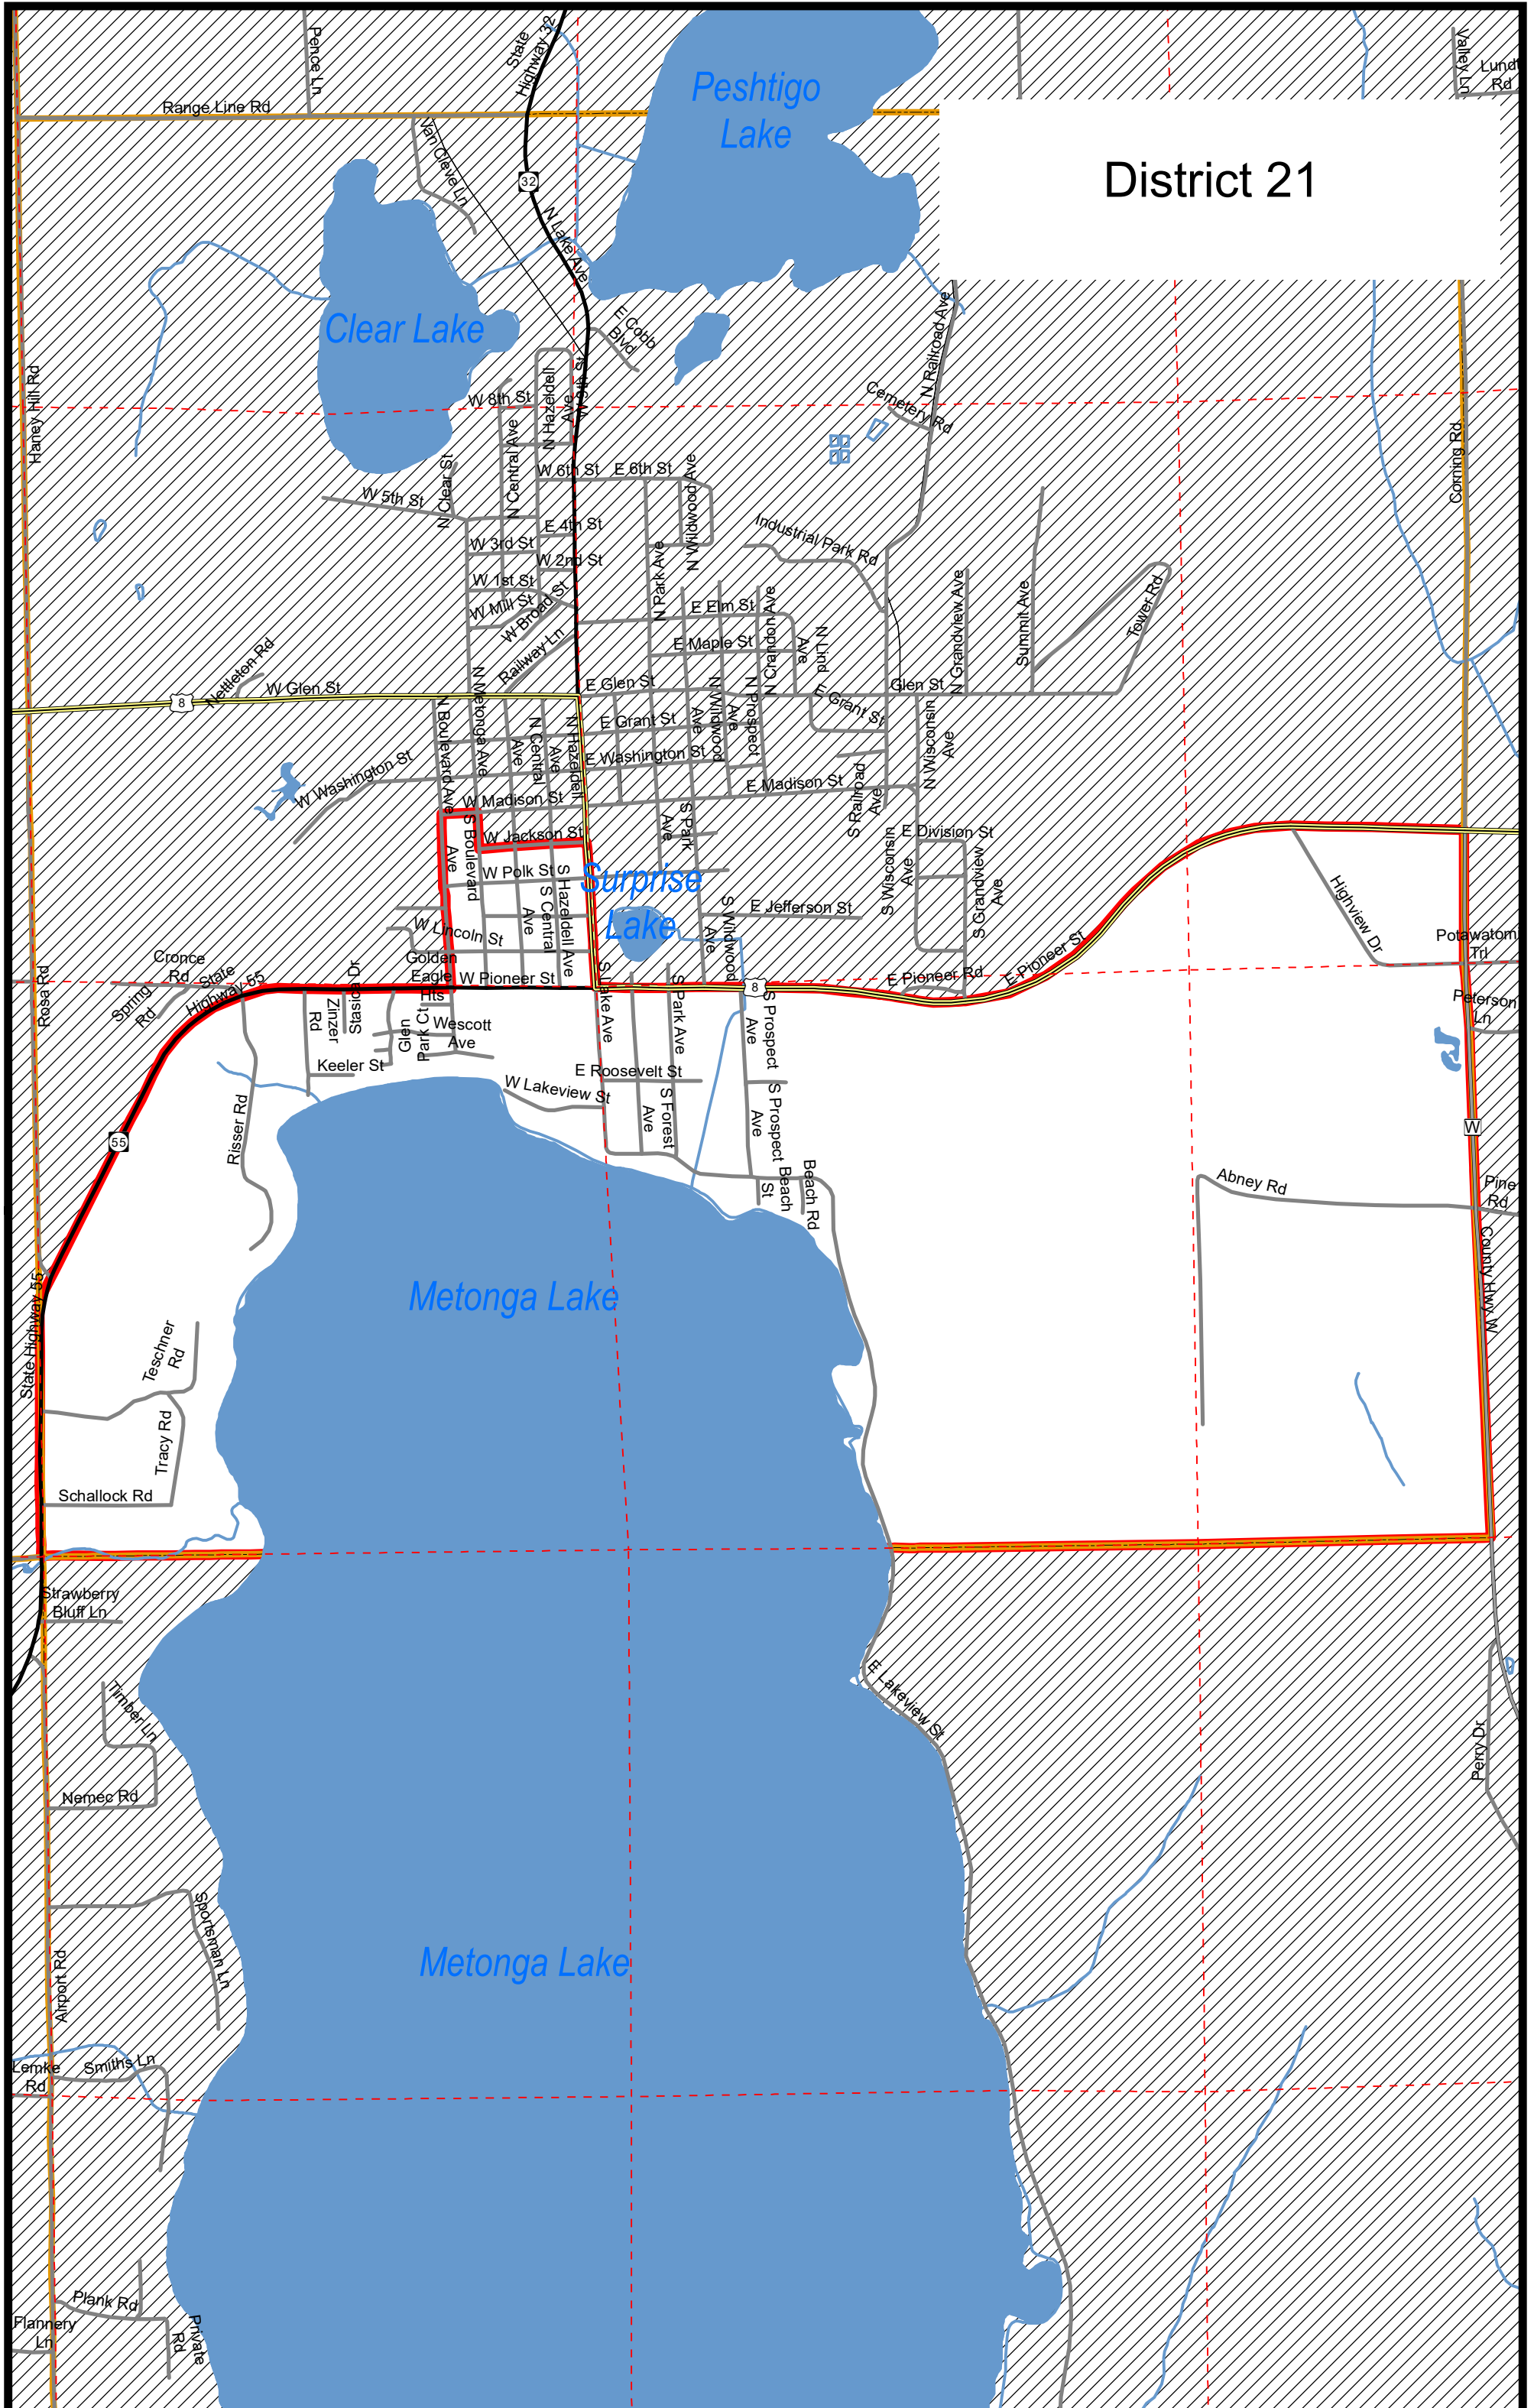 District 21
Peshtigo
Lake
Clear Lake
Surprise
Lake
Metonga Lake
Metonga Lake
Pence Ln
State
Highway 32
Valley Ln
Lundt
Rd
Range Line Rd
Van Cleve Ln
32
N Lake Ave
E Cobb
Blvd
N Railroad Ave
Haney Hill Rd
W 9th St
W 8th St
N Hazeldell
Ave
Cemetery Rd
Corning Rd
N Central Ave
N Clear St
W 6th St
E 6th St
N Wildwood Ave
W 5th St
E 4th St
Industrial Park Rd
W 3rd St
W 2nd St
N Park Ave
W 1st St
W Mill St
W Broad St
Railway Ln
E Elm St
E Maple St
N Crandon Ave
N Lind
Ave
N Grandview Ave
Summit Ave
Tower Rd
Nettleton Rd
8
W Glen St
E Glen St
Glen St
N Boulevard Ave
N Metonga Ave
N Central
Ave
N Hazeldell
Ave
E Grant St
E Grant St
N Wildwood
Ave
N Prospect
Ave
N Wisconsin
Ave
W Washington St
E Washington St
W Madison St
E Madison St
S Railroad
Ave
W Jackson St
S Boulevard
Ave
S Park
Ave
E Division St
W Polk St
S Central
Ave
S Hazeldell Ave
S Wisconsin
Ave
S Grandview
Ave
E Jefferson St
S Wildwood
Ave
W Lincoln St
Highview Dr
Potawatomi
Trl
Cronce
Rd
State
Highway 55
Spring
Rd
Rosa Rd
Golden
Eagle
Hts
W Pioneer St
8
E Pioneer Rd
E Pioneer St
Peterson
Ln
Zinzer
Rd
Stasiobia Dr
Glen
Park Ct
Wescott
Ave
Keeler St
S Lake Ave
S Park Ave
S Prospect
Ave
E Roosevelt St
W Lakeview St
S Forest
Ave
S Prospect
Ave
Beach
St
Beach Rd
Risser Rd
55
W
Abney Rd
Pine
Rd
County Hwy W
State Highway 55
Teschner
Rd
Tracy Rd
Schallock Rd
Strawberry
Bluff Ln
Timber Ln
Nemec Rd
E Lakeview St
Perry Dr
Sportsman Ln
Airport Rd
Lemke
Rd
Smiths Ln
Plank Rd
Flannery
Ln
Private
Rd